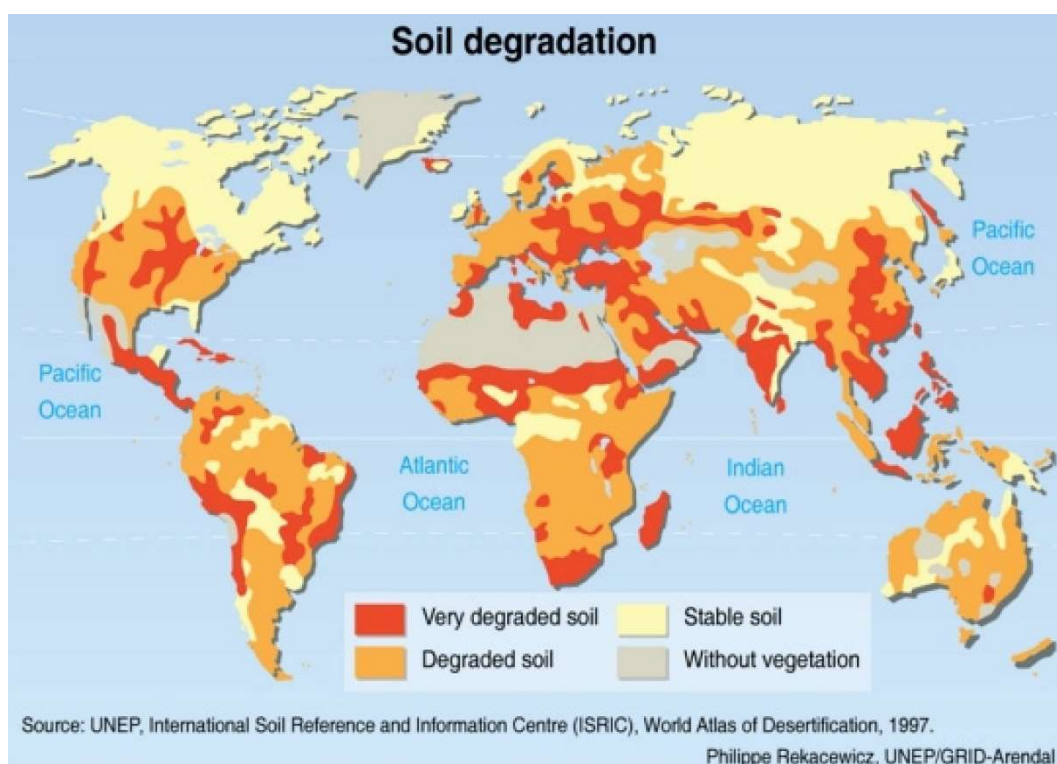 Soil degradation
Pacific
Ocean
Pacific
Ocean
Atlantic
Ocean
Indian
Ocean
Very degraded soil
Stable soil
Degraded soil
Without vegetation
Source: UNEP, International Soil Reference and Information Centre (ISRIC), World Atlas of Desertification, 1997.
Philippe Rekacewicz, UNEP/GRID-Arendal